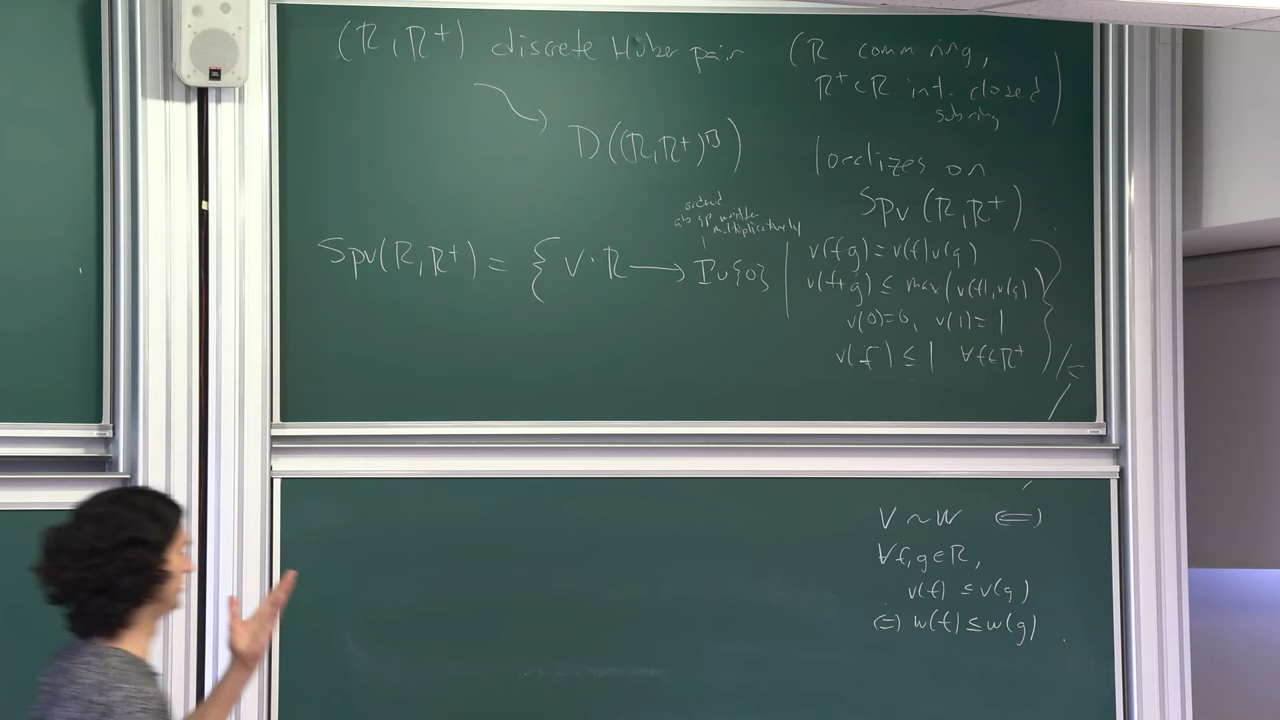 (R, R⁺) discrete Huber pair (R comm ring,
R⁺ ⊂ R int. closed
subring)
D((R,R⁺)^□) localizes on
Spv(R,R⁺)
ordered
ab gp, written
multiplicatively
Spv(R,R⁺) = { v: R → Γ∪{0} | v(fg) = v(f)v(g)
v(f+g) ≤ max(v(f),v(g))
v(0)=0, v(1)=1
v(f) ≤ 1 ∀f∈R⁺ } / ~
v ~ w ⇔
∀f,g∈R,
v(f) ≤ v(g)
⇔ w(f) ≤ w(g)